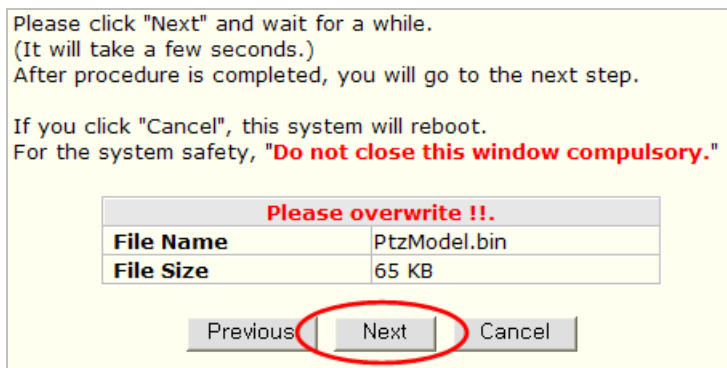 Please click "Next" and wait for a while.
(It will take a few seconds.)
After procedure is completed, you will go to the next step.
If you click "Cancel", this system will reboot.
For the system safety, "Do not close this window compulsory."
Please overwrite !!.
File Name PtzModel.bin
File Size 65 KB
Previous Next Cancel